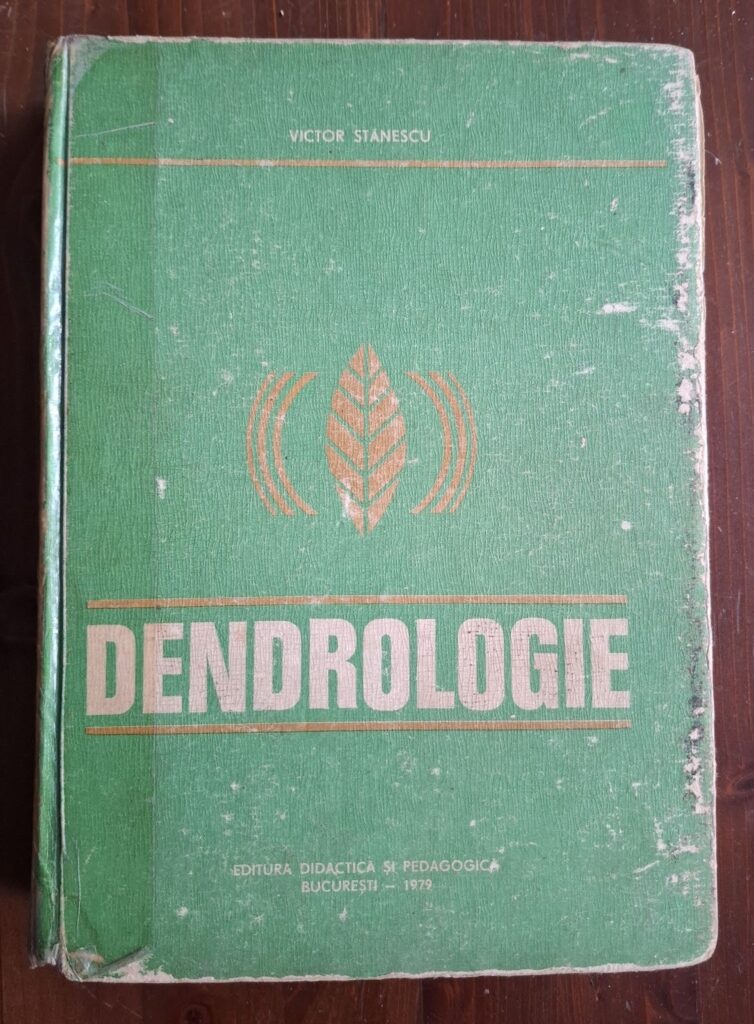 VICTOR STĂNESCU
DENDROLOGIE
EDITURA DIDACTICĂ ȘI PEDAGOGICĂ
BUCUREȘTI – 1979